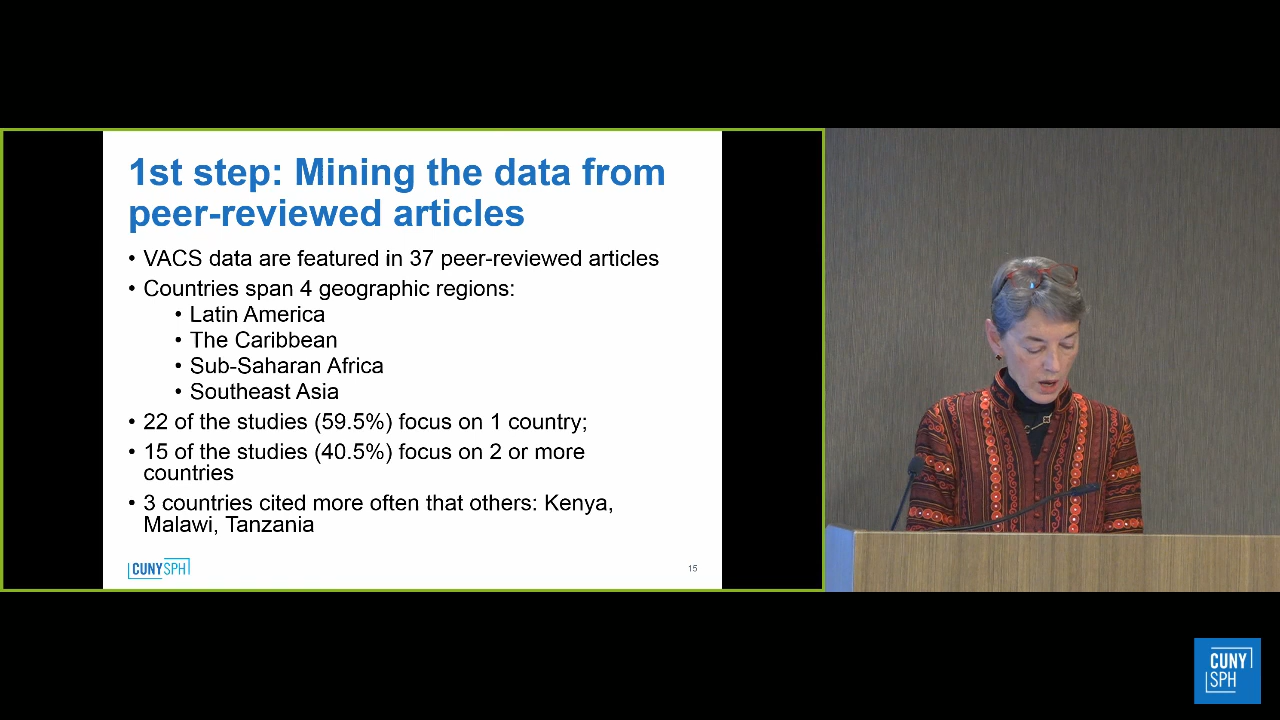 1st step: Mining the data from
peer-reviewed articles
• VACS data are featured in 37 peer-reviewed articles
• Countries span 4 geographic regions:
• Latin America
• The Caribbean
• Sub-Saharan Africa
• Southeast Asia
• 22 of the studies (59.5%) focus on 1 country;
• 15 of the studies (40.5%) focus on 2 or more
countries
• 3 countries cited more often that others: Kenya,
Malawi, Tanzania
CUNY SPH
15
CUNY
SPH